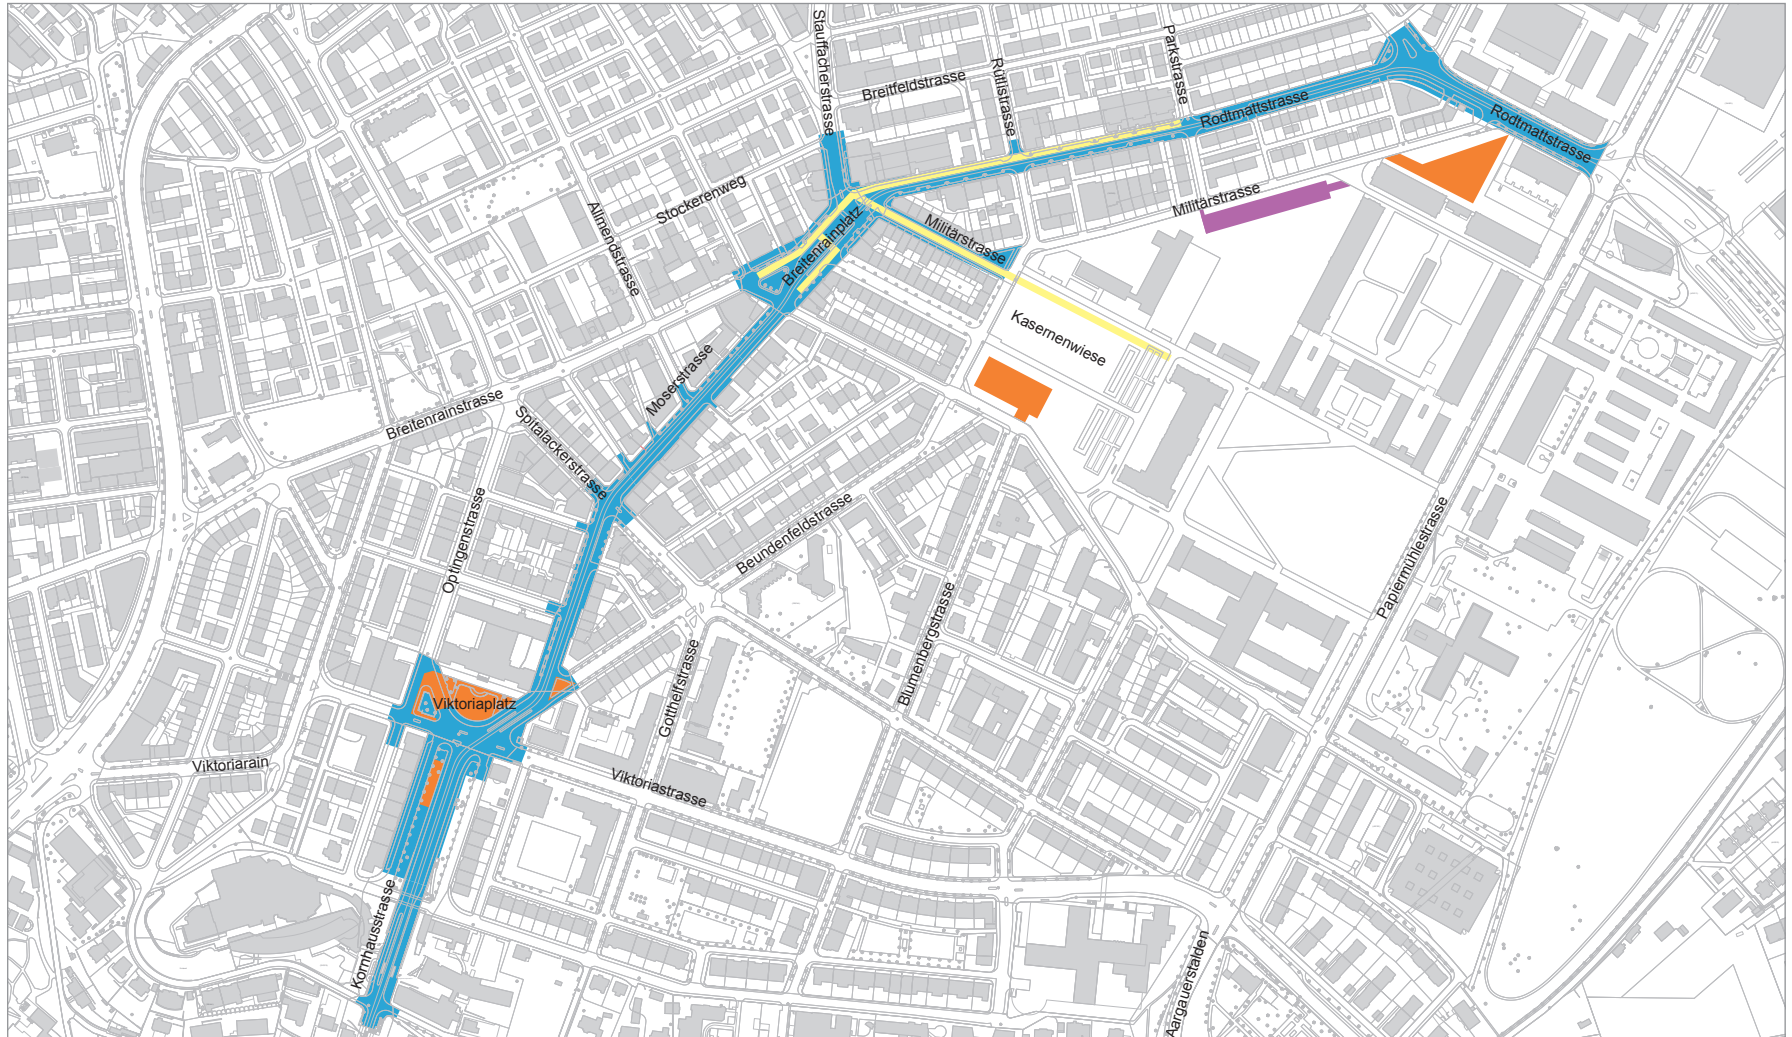 Stauffacherstrasse
Breitfeldstrasse
Rütlistrasse
Parkstrasse
Rodtmattstrasse
Rodtmattstrasse
Stockerenweg
Allmendstrasse
Breitenrainplatz
Militärstrasse
Militärstrasse
Kasernenwiese
Moserstrasse
Breitenrainstrasse
Spitalackerstrasse
Optingenstrasse
Beundenfeldstrasse
Papiermühlestrasse
Blumenbergstrasse
Gotthelfstrasse
Viktoriaplatz
Viktoriarain
Viktoriastrasse
Kornhausstrasse
Aargauerstalden